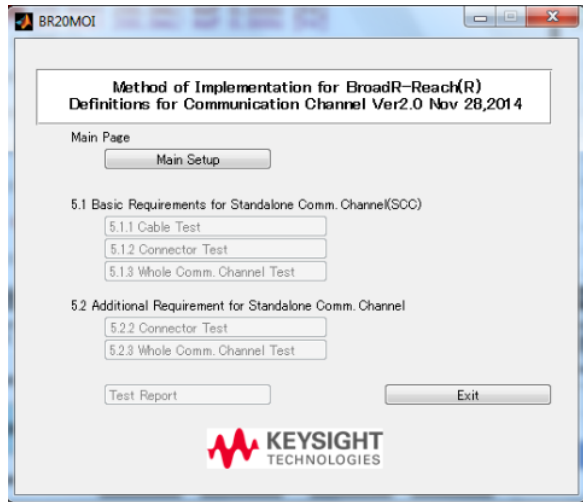 BR20MOI
Method of Implementation for BroadR-Reach(R)
Definitions for Communication Channel Ver2.0 Nov 28,2014
Main Page
Main Setup
5.1 Basic Requirements for Standalone Comm. Channel(SCC)
5.1.1 Cable Test
5.1.2 Connector Test
5.1.3 Whole Comm. Channel Test
5.2 Additional Requirement for Standalone Comm. Channel
5.2.2 Connector Test
5.2.3 Whole Comm. Channel Test
Test Report
Exit
KEYSIGHT
TECHNOLOGIES